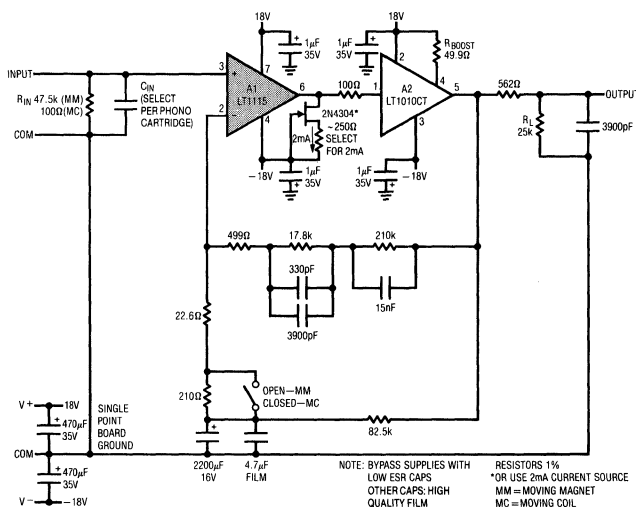 18V
1µF
35V
1µF
35V
18V
RBOOST
49.9Ω
INPUT
RIN 47.5k (MM)
100Ω(MC)
COM
CIN
(SELECT
PER PHONO
CARTRIDGE)
3
+
7
A1
LT1115
6
2
−
4
100Ω
2N4304*
~250Ω
SELECT
FOR 2mA
2mA
−18V
1µF
35V
1µF
35V
2
4
1
A2
LT1010CT
5
3
1µF
35V
−18V
562Ω
OUTPUT
RL
25k
3900pF
499Ω
17.8k
210k
330pF
3900pF
15nF
22.6Ω
210Ω
OPEN—MM
CLOSED—MC
82.5k
V+
18V
+
470µF
35V
SINGLE
POINT
BOARD
GROUND
COM
+
470µF
35V
V−
−18V
+
2200µF
16V
4.7µF
FILM
NOTE: BYPASS SUPPLIES WITH
LOW ESR CAPS
OTHER CAPS: HIGH
QUALITY FILM
RESISTORS 1%
*OR USE 2mA CURRENT SOURCE
MM = MOVING MAGNET
MC = MOVING COIL